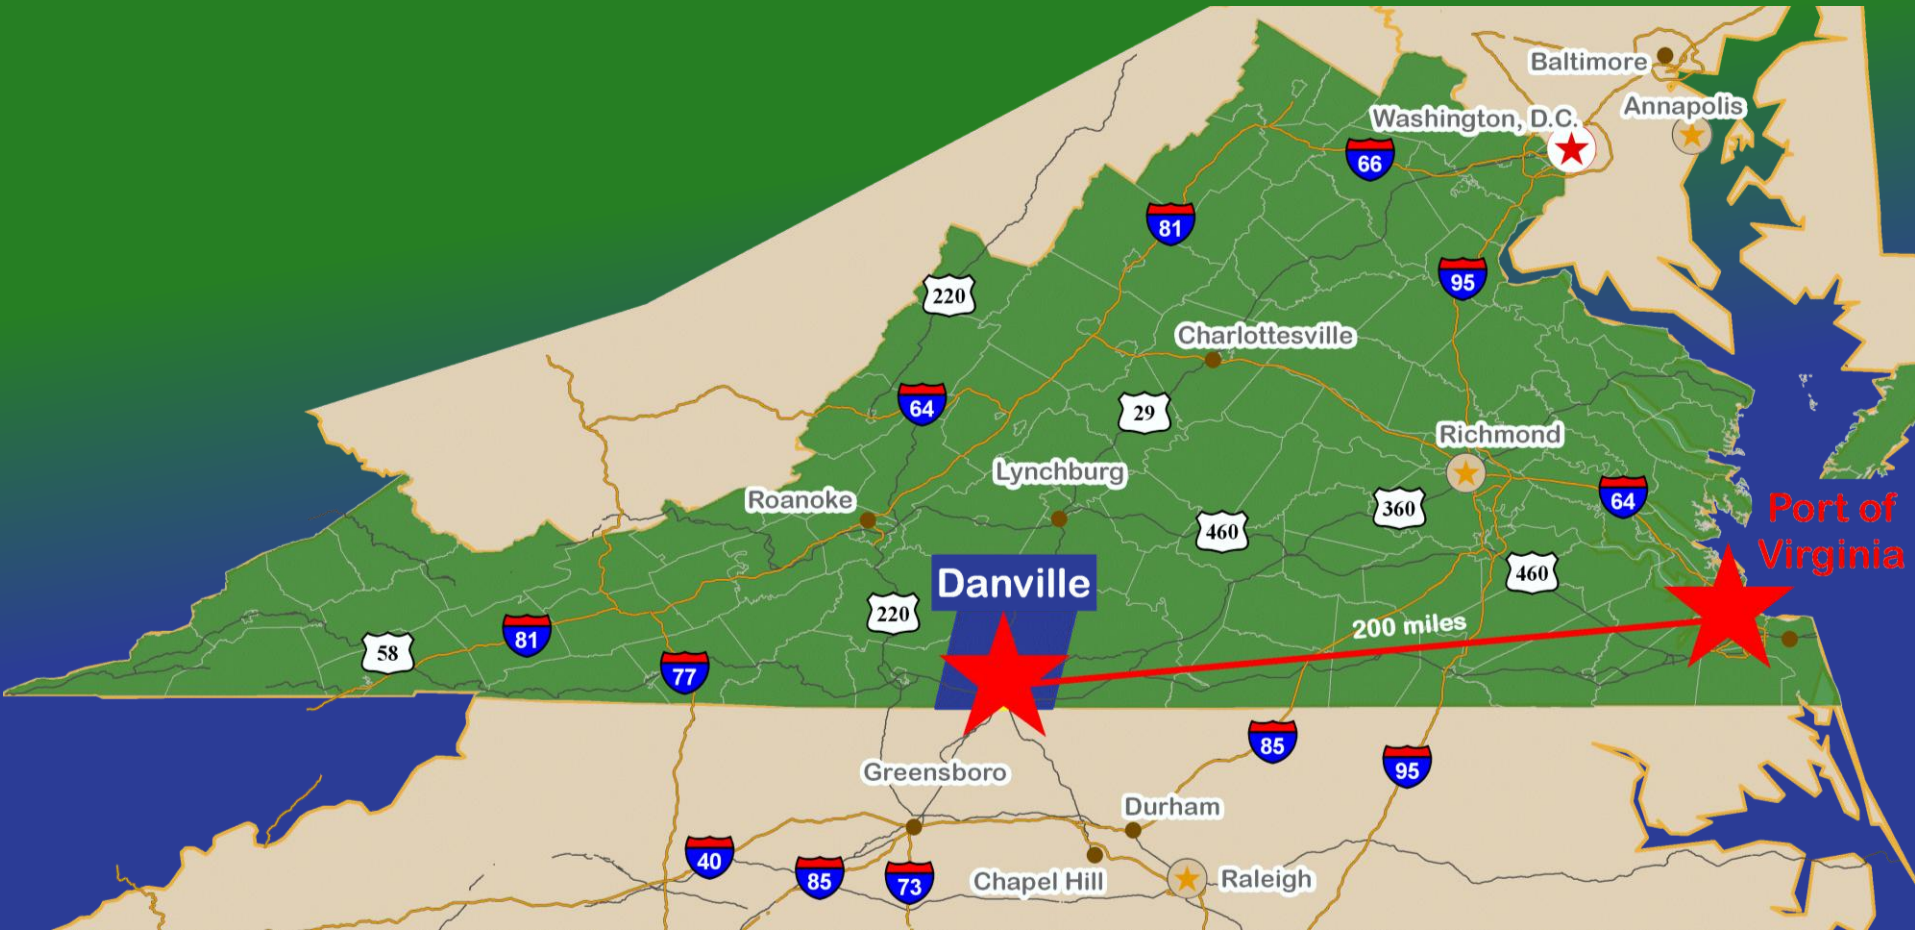 Baltimore
Annapolis
Washington, D.C.
66
81
95
220
Charlottesville
64
29
Richmond
Lynchburg
Roanoke
360
64
Port of
Virginia
460
460
Danville
220
200 miles
81
58
77
85
95
Greensboro
Durham
40
85
73
Chapel Hill
Raleigh